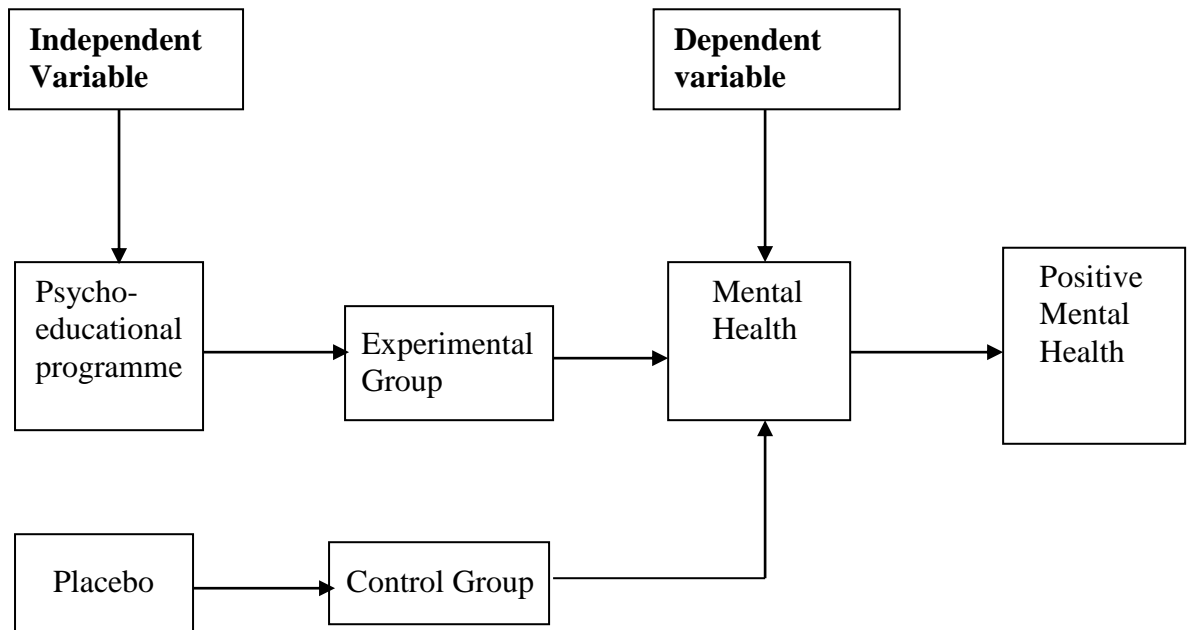 Independent
Variable
Dependent
variable
Psycho-
educational
programme
Experimental
Group
Mental
Health
Positive
Mental
Health
Placebo
Control Group